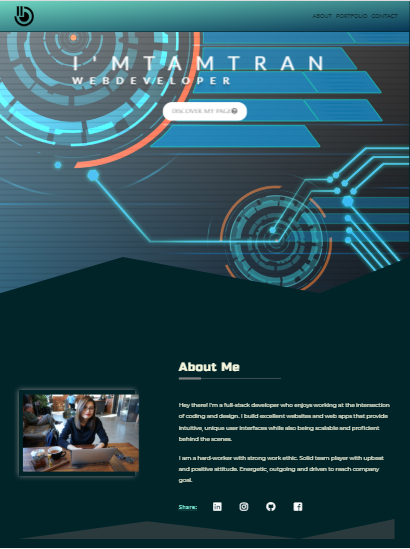 ABOUT PORTFOLIO CONTACT
I'MTAMTRAN
WEBDEVELOPER
DISCOVER MY PAGE
About Me
Hey there! I'm a full-stack developer who enjoys working at the intersection
of coding and design. I build excellent websites and web apps that provide
intuitive, unique user interfaces while also being scalable and proficient
behind the scenes.
I am a hard-worker with strong work ethic. Solid team player with upbeat
and positive attitude. Energetic, outgoing and driven to reach company
goal.
Share: